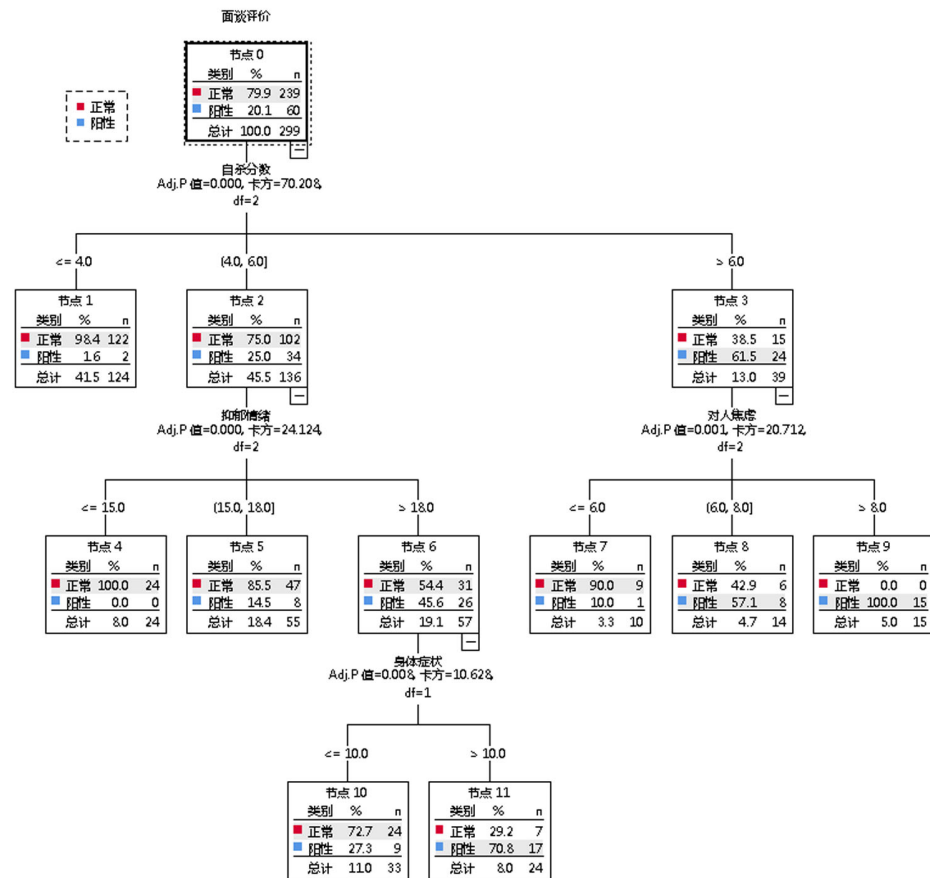 面谈评价
节点 0
类别 % n
正常 79.9 239
阳性 20.1 60
总计 100.0 299
正常
阳性
自杀分数
Adj.P 值=0.000, 卡方=70.208,
df=2
<= 4.0
(4.0, 6.0]
> 6.0
节点 1
类别 % n
正常 98.4 122
阳性 1.6 2
总计 41.5 124
节点 2
类别 % n
正常 75.0 102
阳性 25.0 34
总计 45.5 136
节点 3
类别 % n
正常 38.5 15
阳性 61.5 24
总计 13.0 39
抑郁情绪
Adj.P 值=0.000, 卡方=24.124,
df=2
对人焦虑
Adj.P 值=0.001, 卡方=20.712,
df=2
<= 15.0
(15.0, 18.0]
> 18.0
<= 6.0
(6.0, 8.0]
> 8.0
节点 4
类别 % n
正常 100.0 24
阳性 0.0 0
总计 8.0 24
节点 5
类别 % n
正常 85.5 47
阳性 14.5 8
总计 18.4 55
节点 6
类别 % n
正常 54.4 31
阳性 45.6 26
总计 19.1 57
节点 7
类别 % n
正常 90.0 9
阳性 10.0 1
总计 3.3 10
节点 8
类别 % n
正常 42.9 6
阳性 57.1 8
总计 4.7 14
节点 9
类别 % n
正常 0.0 0
阳性 100.0 15
总计 5.0 15
身体症状
Adj.P 值=0.008, 卡方=10.628,
df=1
<= 10.0
> 10.0
节点 10
类别 % n
正常 72.7 24
阳性 27.3 9
总计 11.0 33
节点 11
类别 % n
正常 29.2 7
阳性 70.8 17
总计 8.0 24